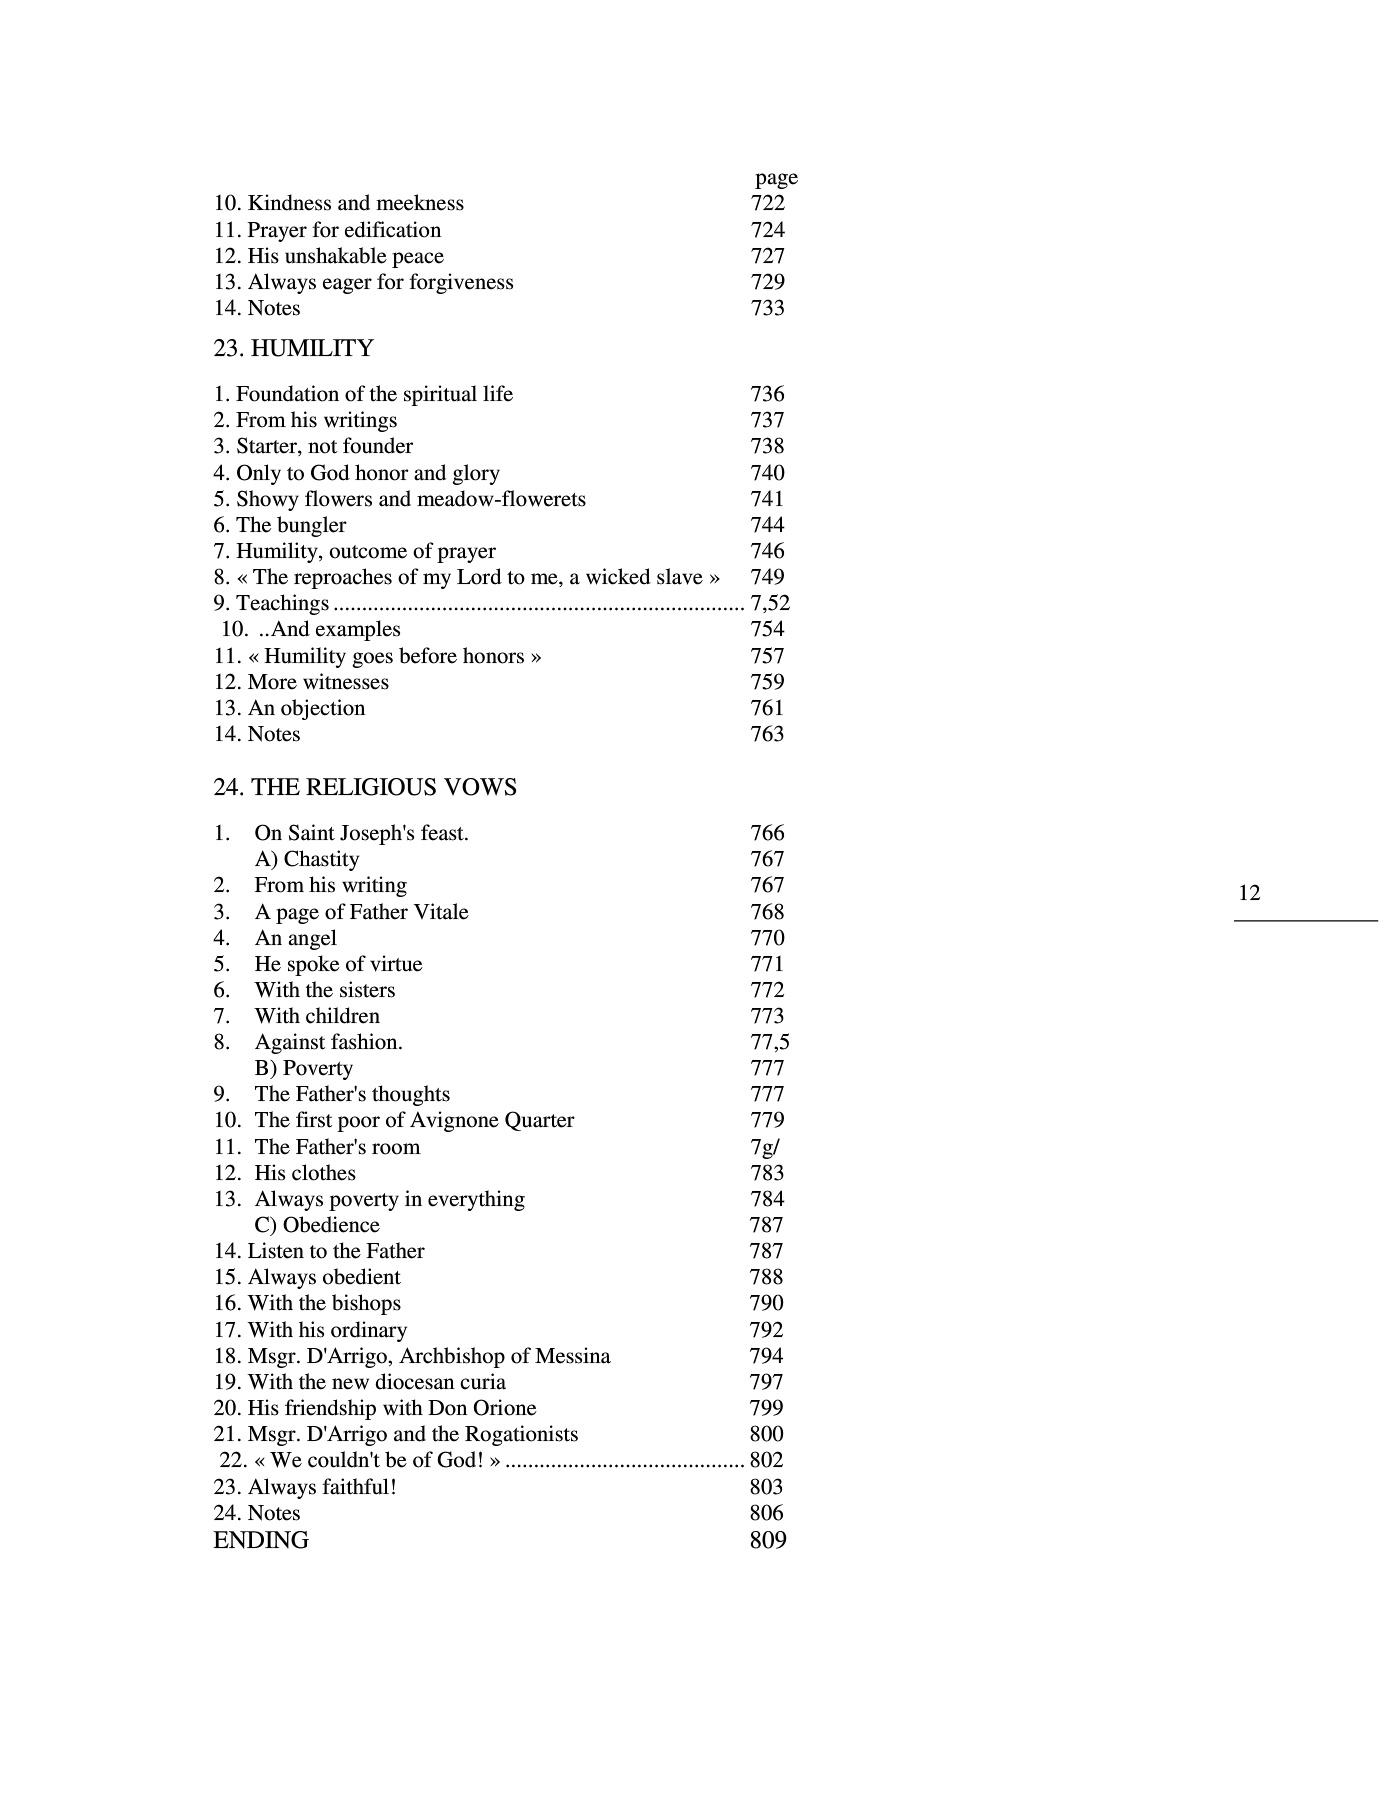 page
10. Kindness and meekness 722
11. Prayer for edification 724
12. His unshakable peace 727
13. Always eager for forgiveness 729
14. Notes 733
23. HUMILITY
1. Foundation of the spiritual life 736
2. From his writings 737
3. Starter, not founder 738
4. Only to God honor and glory 740
5. Showy flowers and meadow-flowerets 741
6. The bungler 744
7. Humility, outcome of prayer 746
8. « The reproaches of my Lord to me, a wicked slave » 749
9. Teachings ........................................................................ 7,52
10. ..And examples 754
11. « Humility goes before honors » 757
12. More witnesses 759
13. An objection 761
14. Notes 763
24. THE RELIGIOUS VOWS
1. On Saint Joseph's feast. 766
A) Chastity 767
2. From his writing 767
3. A page of Father Vitale 768
4. An angel 770
5. He spoke of virtue 771
6. With the sisters 772
7. With children 773
8. Against fashion. 77,5
B) Poverty 777
9. The Father's thoughts 777
10. The first poor of Avignone Quarter 779
11. The Father's room 7g/
12. His clothes 783
13. Always poverty in everything 784
C) Obedience 787
14. Listen to the Father 787
15. Always obedient 788
16. With the bishops 790
17. With his ordinary 792
18. Msgr. D'Arrigo, Archbishop of Messina 794
19. With the new diocesan curia 797
20. His friendship with Don Orione 799
21. Msgr. D'Arrigo and the Rogationists 800
22. « We couldn't be of God! » .......................................... 802
23. Always faithful! 803
24. Notes 806
ENDING 809
12